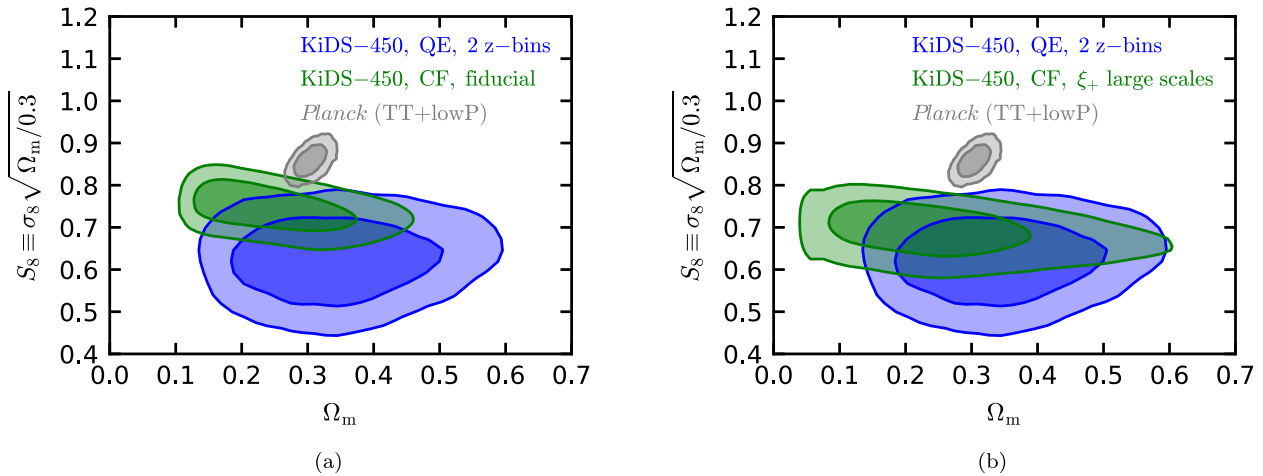 1.2
1.1
1.0
0.9
0.8
0.7
0.6
0.5
0.4
0.0 0.1 0.2 0.3 0.4 0.5 0.6 0.7
S₈ ≡ σ₈√Ωₘ/0.3
Ωₘ
KiDS−450, QE, 2 z−bins
KiDS−450, CF, fiducial
Planck (TT+lowP)
(a)
1.2
1.1
1.0
0.9
0.8
0.7
0.6
0.5
0.4
0.0 0.1 0.2 0.3 0.4 0.5 0.6 0.7
S₈ ≡ σ₈√Ωₘ/0.3
Ωₘ
KiDS−450, QE, 2 z−bins
KiDS−450, CF, ξ₊ large scales
Planck (TT+lowP)
(b)